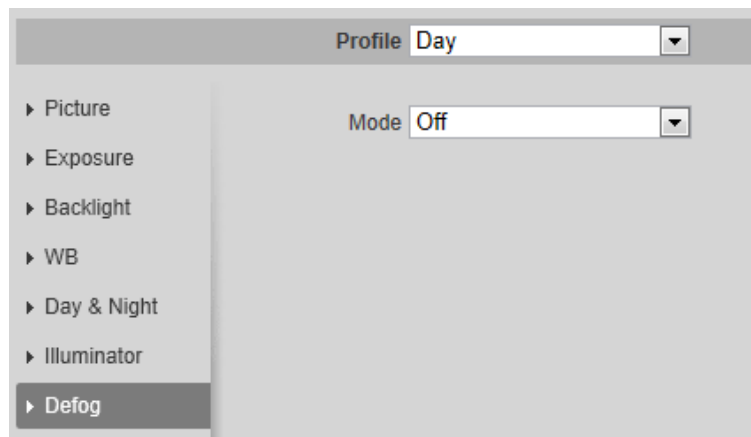 Profile Day
Picture
Mode Off
Exposure
Backlight
WB
Day & Night
Illuminator
Defog